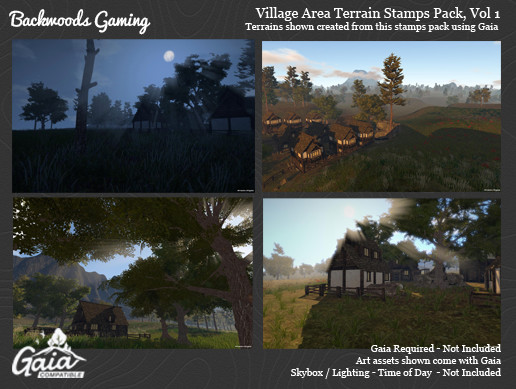 Backwoods Gaming
Village Area Terrain Stamps Pack, Vol 1
Terrains shown created from this stamps pack using Gaia
Gaia Required - Not Included
Art assets shown come with Gaia
Skybox / Lighting - Time of Day - Not Included
Gaia
COMPATIBLE